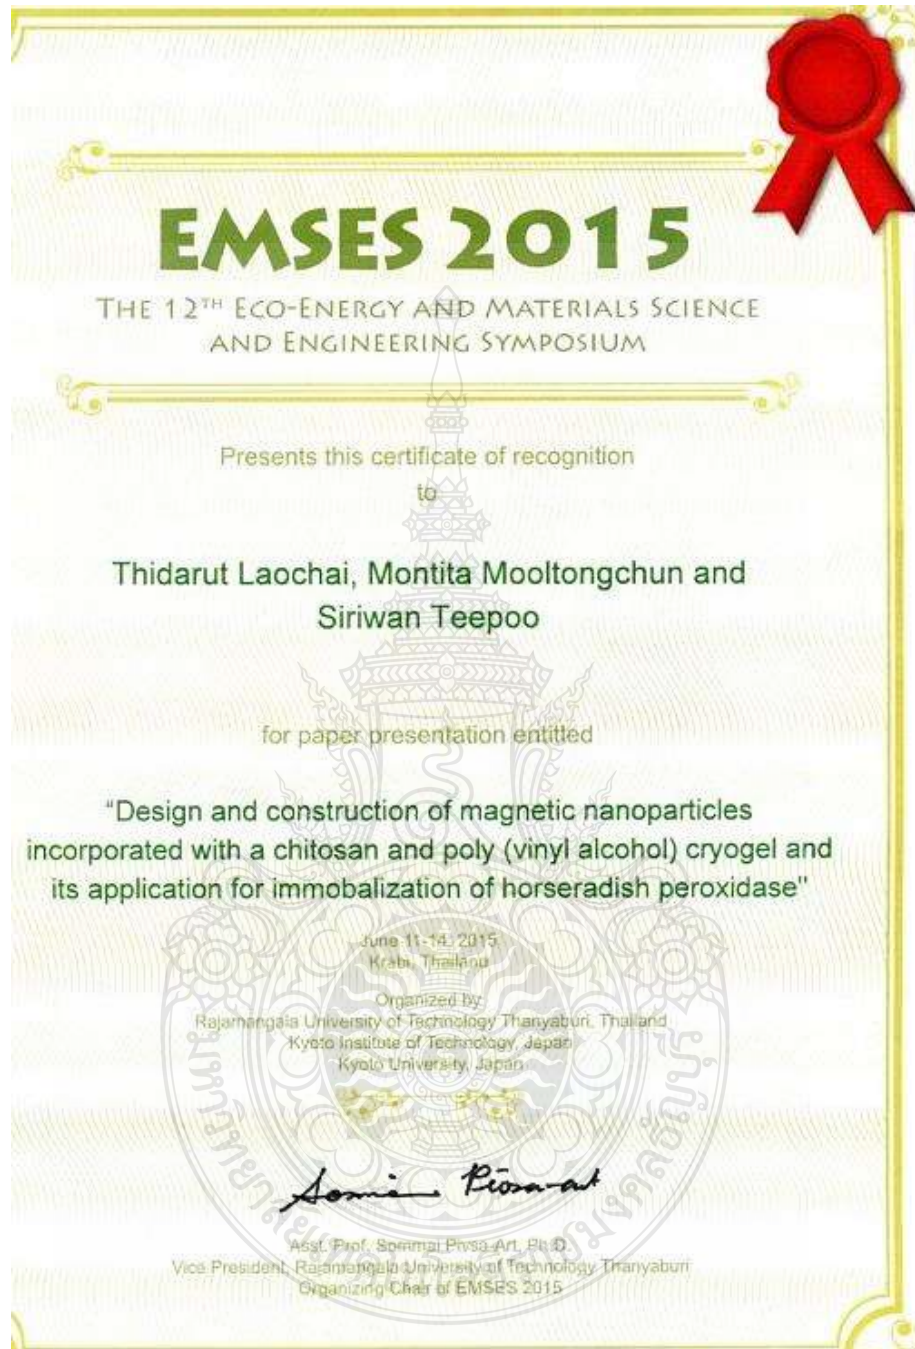 EMSES 2015
THE 12TH ECO-ENERGY AND MATERIALS SCIENCE
AND ENGINEERING SYMPOSIUM
Presents this certificate of recognition
to
Thidarut Laochai, Montita Mooltongchun and
Siriwan Teepoo
for paper presentation entitled
"Design and construction of magnetic nanoparticles
incorporated with a chitosan and poly (vinyl alcohol) cryogel and
its application for immobalization of horseradish peroxidase"
June 11-14, 2015
Krabi, Thailand
Organized by
Rajamangala University of Technology Thanyaburi, Thailand
Kyoto Institute of Technology, Japan
Kyoto University, Japan
Asst. Prof. Sommai Pivsa-Art, Ph.D.
Vice President, Rajamangala University of Technology Thanyaburi
Organizing Chair of EMSES 2015